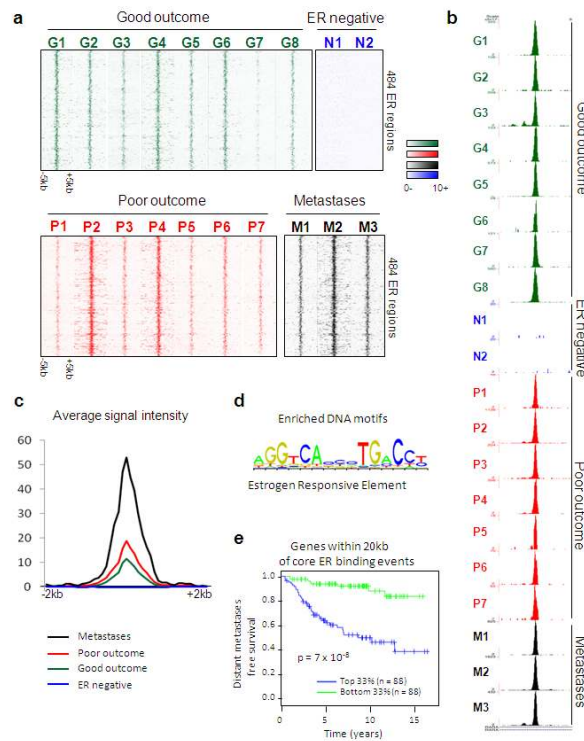 a
Good outcome
ER negative
G1 G2 G3 G4 G5 G6 G7 G8
N1 N2
484 ER regions
-5kb
+5kb
0-
10+
Poor outcome
Metastases
P1 P2 P3 P4 P5 P6 P7
M1 M2 M3
484 ER regions
-5kb
+5kb
b
G1
G2
G3
G4
G5
G6
G7
G8
N1
N2
P1
P2
P3
P4
P5
P6
P7
M1
M2
M3
Good outcome
ER negative
Poor outcome
Metastases
c
Average signal intensity
60
50
40
30
20
10
0
-2kb
+2kb
Metastases
Poor outcome
Good outcome
ER negative
d
Enriched DNA motifs
Estrogen Responsive Element
e
Genes within 20kb
of core ER binding events
Distant metastases
free survival
1.0
0.8
0.6
0.4
0.2
0.0
p = 7 x 10-8
Top 33% (n = 88)
Bottom 33% (n = 88)
0 5 10 15
Time (years)